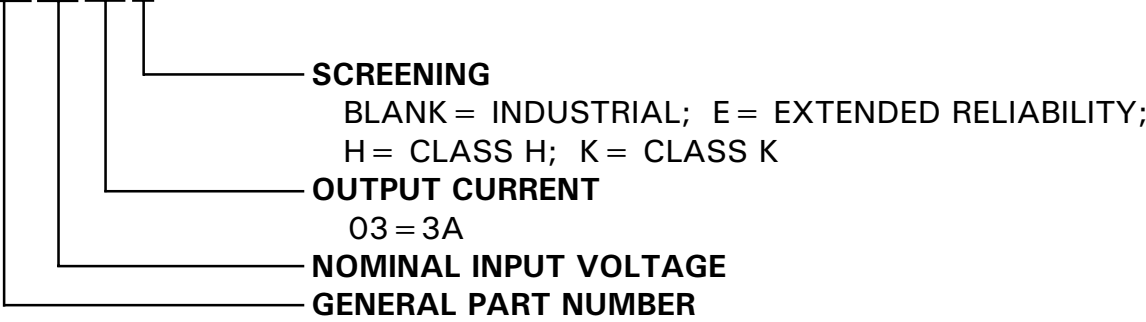 SCREENING
BLANK = INDUSTRIAL; E = EXTENDED RELIABILITY;
H = CLASS H; K = CLASS K
OUTPUT CURRENT
03 = 3A
NOMINAL INPUT VOLTAGE
GENERAL PART NUMBER